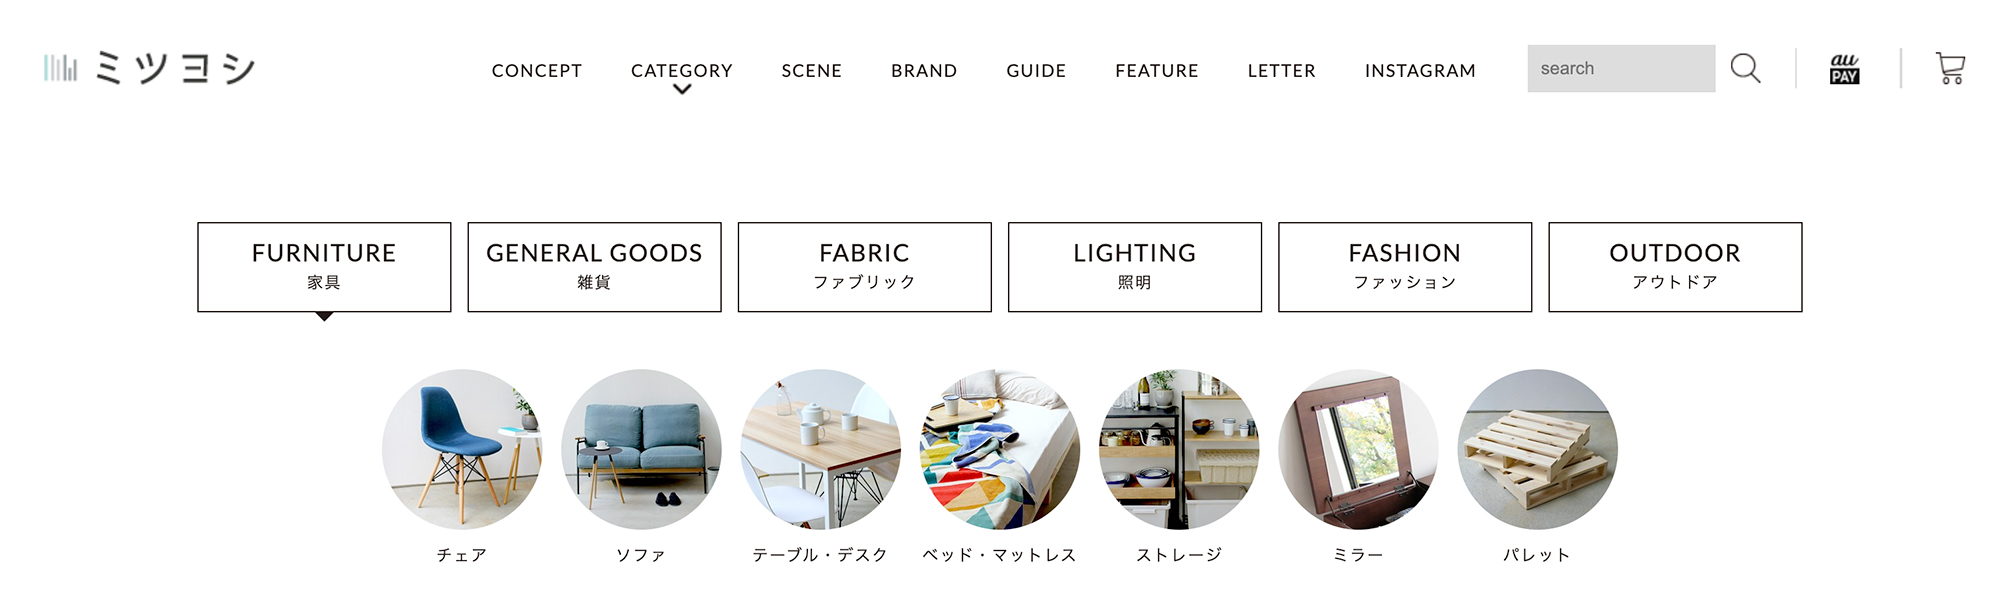 ミツヨシ
CONCEPT CATEGORY SCENE BRAND GUIDE FEATURE LETTER INSTAGRAM
search
au PAY
FURNITURE
家具
GENERAL GOODS
雑貨
FABRIC
ファブリック
LIGHTING
照明
FASHION
ファッション
OUTDOOR
アウトドア
チェア
ソファ
テーブル・デスク
ベッド・マットレス
ストレージ
ミラー
パレット